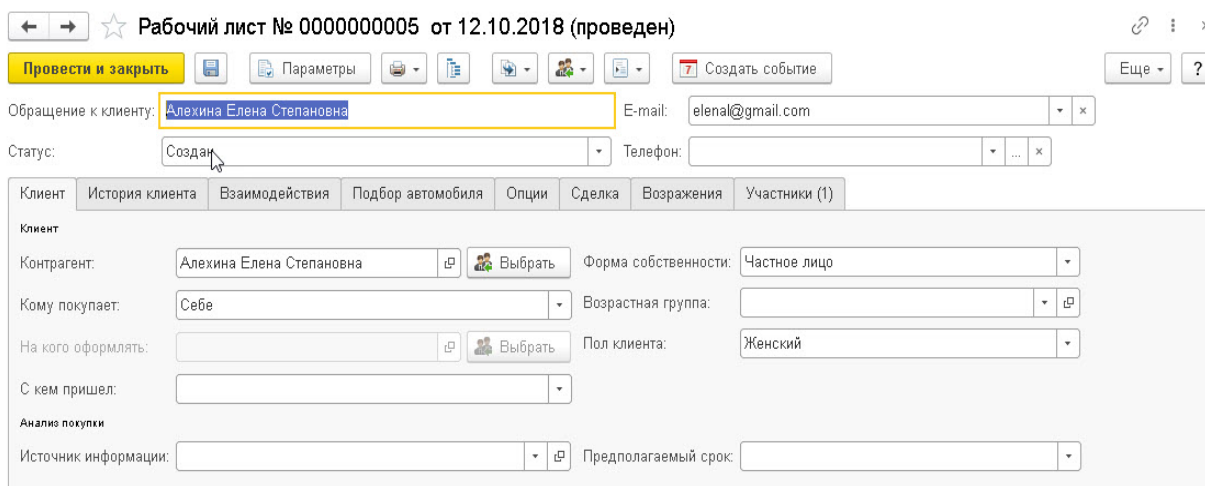 Рабочий лист № 0000000005 от 12.10.2018 (проведен)
Провести и закрыть Параметры 7 Создать событие Еще ?
Обращение к клиенту: Алехина Елена Степановна E-mail: elenal@gmail.com
Статус: Создан Телефон:
Клиент История клиента Взаимодействия Подбор автомобиля Опции Сделка Возражения Участники (1)
Клиент
Контрагент: Алехина Елена Степановна Выбрать Форма собственности: Частное лицо
Кому покупает: Себе Возрастная группа:
На кого оформлять: Выбрать Пол клиента: Женский
С кем пришел:
Анализ покупки
Источник информации: Предполагаемый срок: